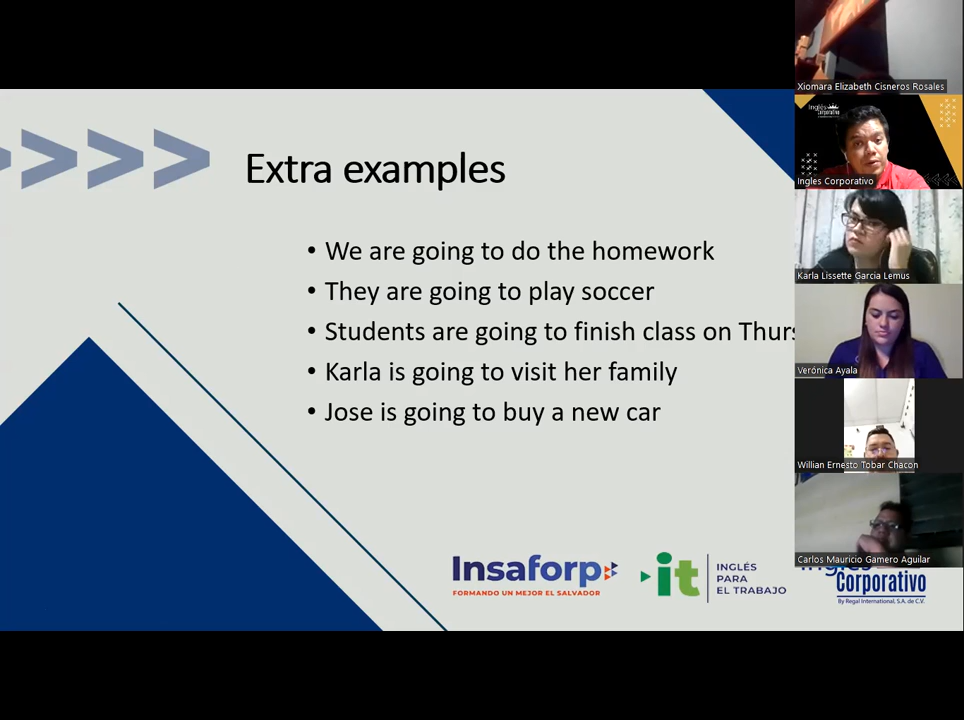 Extra examples
• We are going to do the homework
• They are going to play soccer
• Students are going to finish class on
• Karla is going to visit her family
• Jose is going to buy a new car
Insaforp
FORMANDO UN MEJOR EL SALVADOR
it
INGLÉS
PARA
EL TRABAJO
Corporativo
By Regal International, S.A. de C.V.
Xiomara Elizabeth Cisneros Rosales
Inglés
Corporativo
Ingles Corporativo
Karla Lissette Garcia Lemus
Verónica Ayala
Willian Ernesto Tobar Chacon
Carlos Mauricio Gamero Aguilar